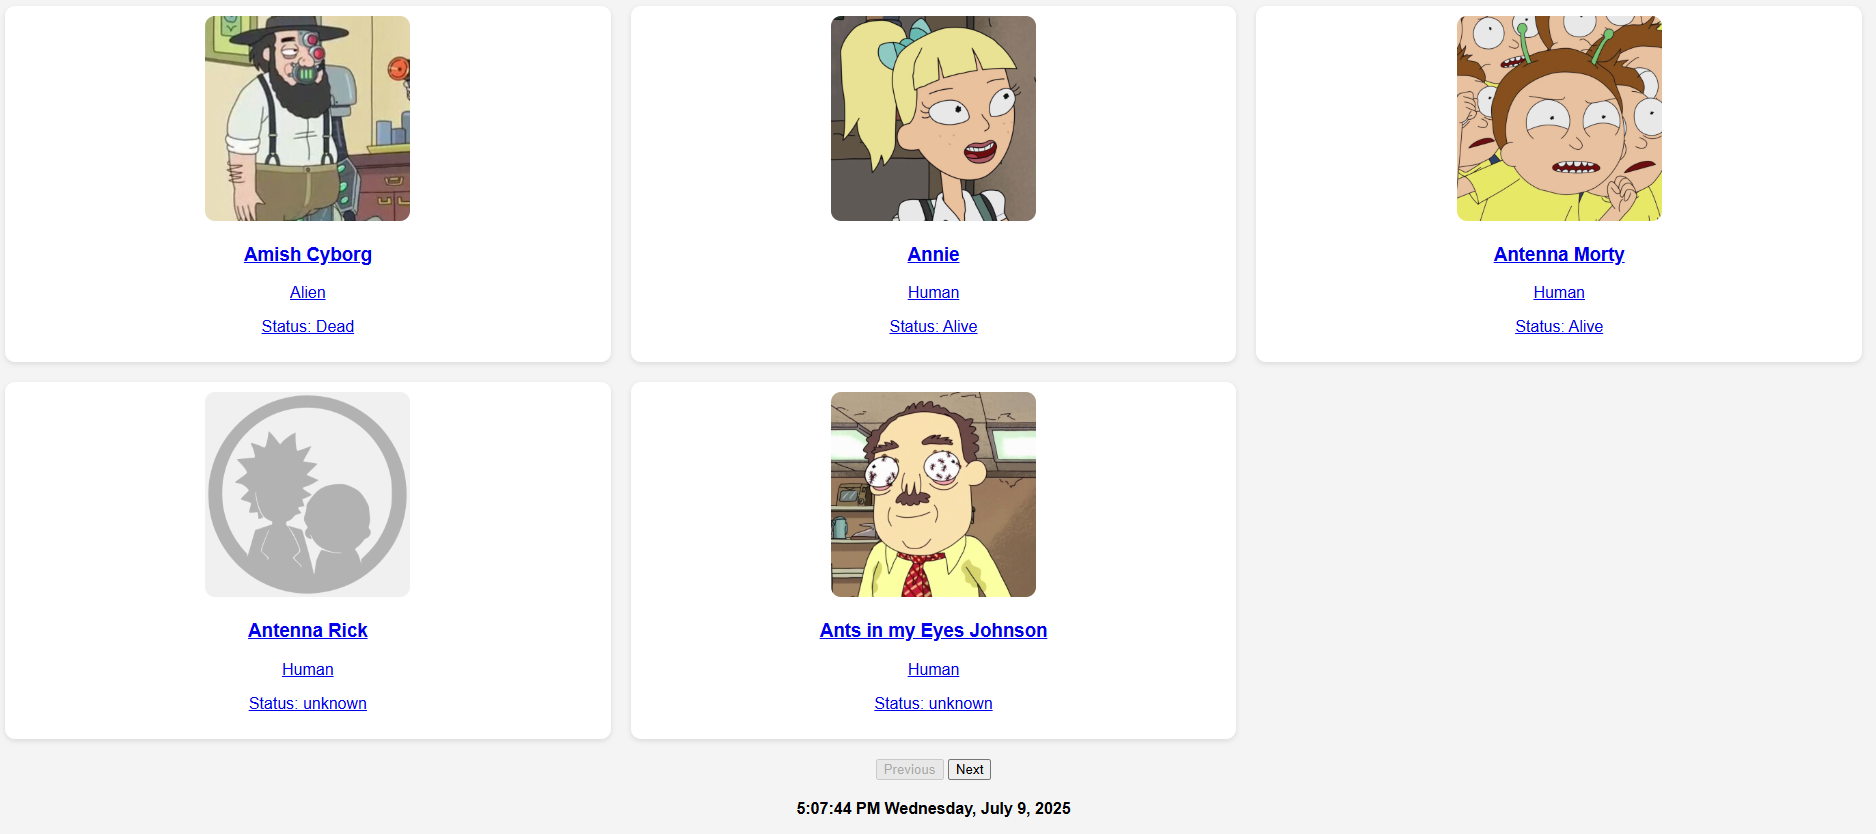 Amish Cyborg
Alien
Status: Dead
Annie
Human
Status: Alive
Antenna Morty
Human
Status: Alive
Antenna Rick
Human
Status: unknown
Ants in my Eyes Johnson
Human
Status: unknown
Previous Next
5:07:44 PM Wednesday, July 9, 2025